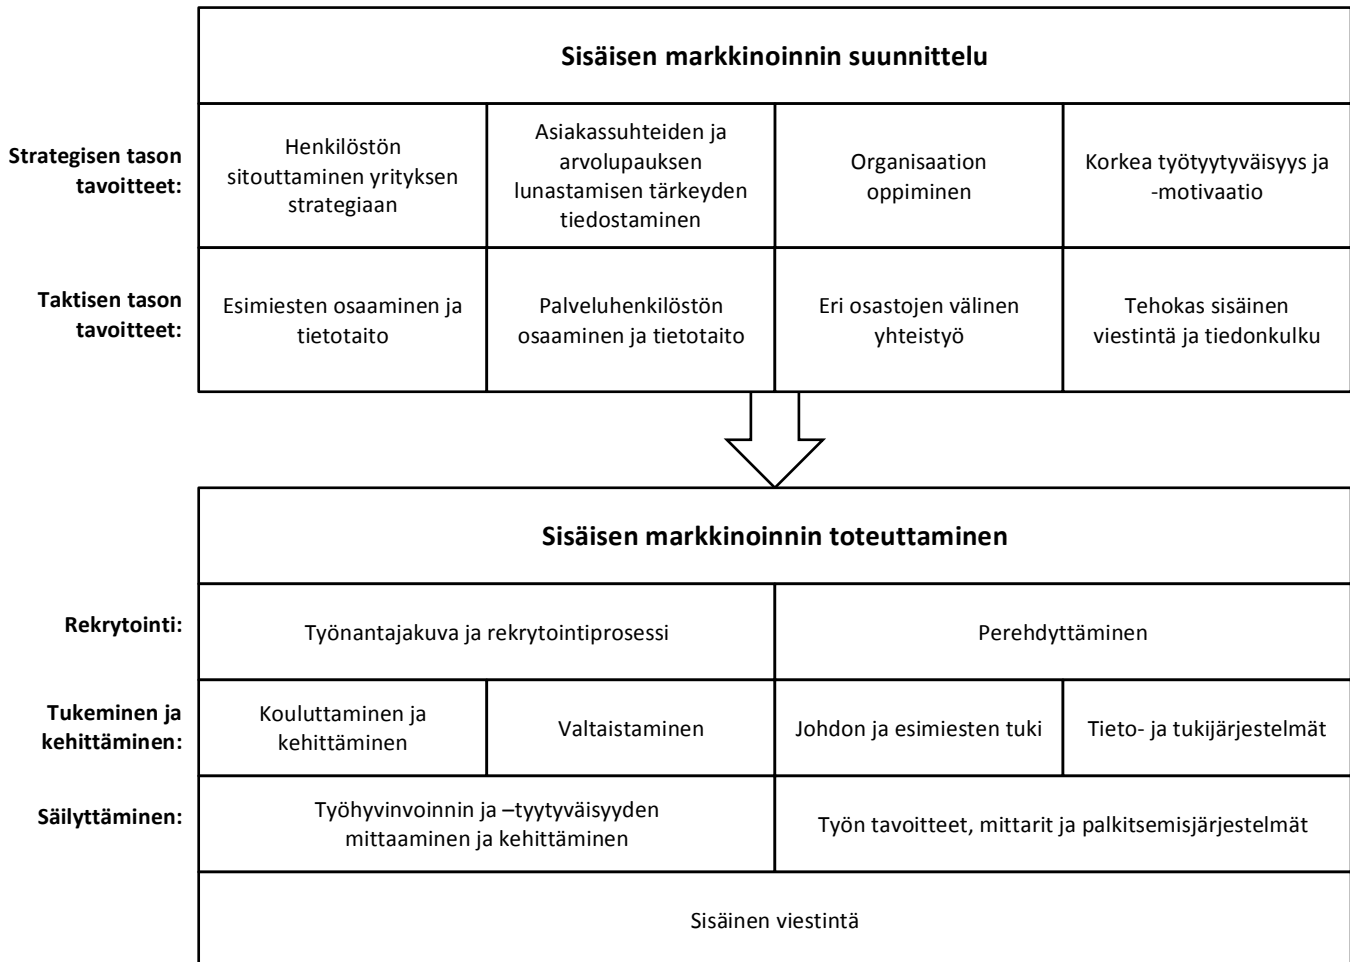 Sisäisen markkinoinnin suunnittelu
Strategisen tason
tavoitteet:
Henkilöstön
sitouttaminen yrityksen
strategiaan
Asiakassuhteiden ja
arvolupauksen
lunastamisen tärkeyden
tiedostaminen
Organisaation
oppiminen
Korkea työtyytyväisyys ja
-motivaatio
Taktisen tason
tavoitteet:
Esimiesten osaaminen ja
tietotaito
Palveluhenkilöstön
osaaminen ja tietotaito
Eri osastojen välinen
yhteistyö
Tehokas sisäinen
viestintä ja tiedonkulku
Sisäisen markkinoinnin toteuttaminen
Rekrytointi:
Työnantajakuva ja rekrytointiprosessi
Perehdyttäminen
Tukeminen ja
kehittäminen:
Kouluttaminen ja
kehittäminen
Valtaistaminen
Johdon ja esimiesten tuki
Tieto- ja tukijärjestelmät
Säilyttäminen:
Työhyvinvoinnin ja –tyytyväisyyden
mittaaminen ja kehittäminen
Työn tavoitteet, mittarit ja palkitsemisjärjestelmät
Sisäinen viestintä